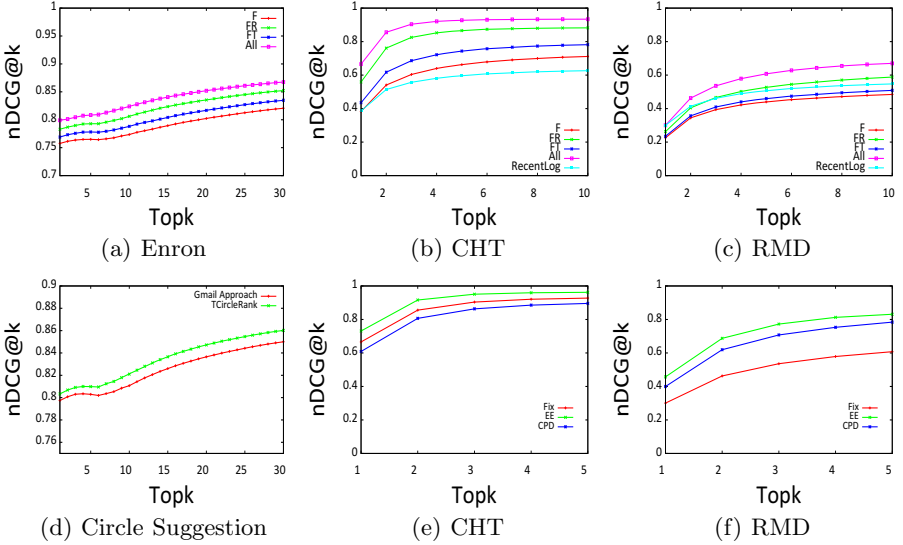 nDCG@k
1
0.95
0.9
0.85
0.8
0.75
0.7
F
FR
FT
All
5 10 15 20 25 30
Topk
(a) Enron
nDCG@k
1
0.8
0.6
0.4
0.2
0
F
FR
FT
All
RecentLog
2 4 6 8 10
Topk
(b) CHT
nDCG@k
1
0.8
0.6
0.4
0.2
0
F
FR
FT
All
RecentLog
2 4 6 8 10
Topk
(c) RMD
nDCG@k
0.9
0.86
0.84
0.8
0.76
Gmail Approach
TCircleRank
5 10 15 20 25 30
Topk
(d) Circle Suggestion
nDCG@k
1
0.8
0.6
0.4
0.2
0
Fix
EE
CPD
1 2 3 4 5
Topk
(e) CHT
nDCG@k
1
0.8
0.6
0.4
0.2
0
Fix
EE
CPD
1 2 3 4 5
Topk
(f) RMD